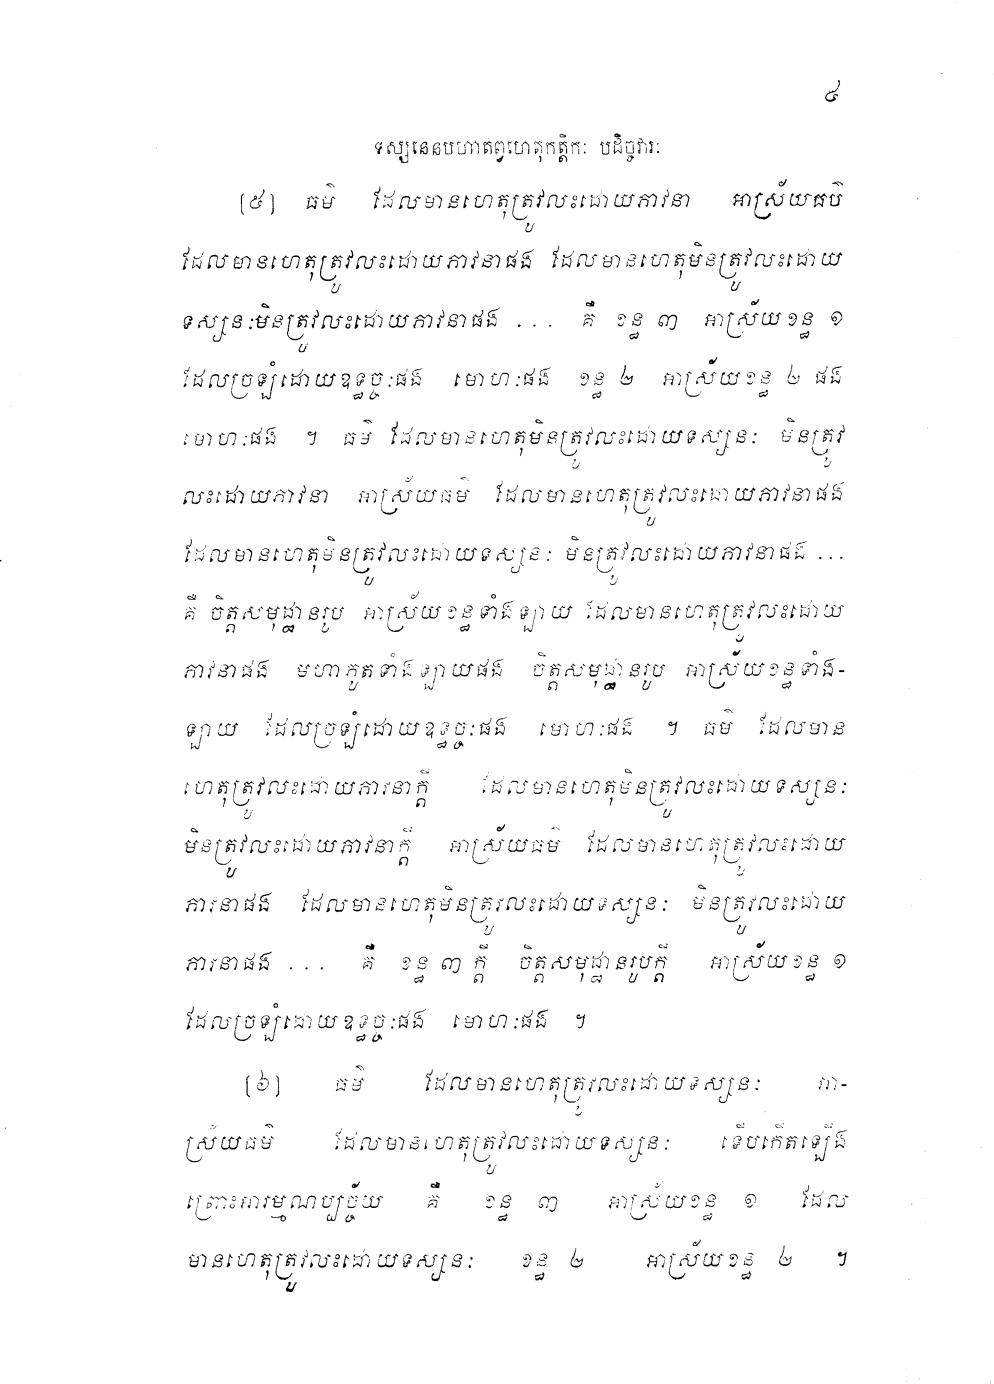 ៥
ទស្សនេនបហាតព្វហេតុកត្តិកៈ បដិច្ចវារៈ
[៥] ធម៌ ដែលមានហេតុត្រូវលះដោយភាវនា អាស្រ័យធម៌
ដែលមានហេតុត្រូវលះដោយភាវនាផង ដែលមានហេតុមិនត្រូវលះដោយ
ទស្សនៈមិនត្រូវលះដោយភាវនាផង ... គឺ ខន្ធ ៣ អាស្រ័យខន្ធ ១
ដែលច្រឡំដោយឧទ្ធច្ចៈផង មោហៈផង ខន្ធ ២ អាស្រ័យខន្ធ ២ ផង
មោហៈផង ។ ធម៌ ដែលមានហេតុមិនត្រូវលះដោយទស្សនៈ មិនត្រូវ
លះដោយភាវនា អាស្រ័យធម៌ ដែលមានហេតុត្រូវលះដោយភាវនាផង
ដែលមានហេតុមិនត្រូវលះដោយទស្សនៈ មិនត្រូវលះដោយភាវនាផង ...
គឺ ចិត្តសមុដ្ឋានរូប អាស្រ័យខន្ធទាំងឡាយ ដែលមានហេតុត្រូវលះដោយ
ភាវនាផង មហាភូតទាំងឡាយផង ចិត្តសមុដ្ឋានរូប អាស្រ័យខន្ធទាំង-
ឡាយ ដែលច្រឡំដោយឧទ្ធច្ចៈផង មោហៈផង ។ ធម៌ ដែលមាន
ហេតុត្រូវលះដោយភាវនាក្តី ដែលមានហេតុមិនត្រូវលះដោយទស្សនៈ
មិនត្រូវលះដោយភាវនាក្តី អាស្រ័យធម៌ ដែលមានហេតុត្រូវលះដោយ
ភាវនាផង ដែលមានហេតុមិនត្រូវលះដោយទស្សនៈ មិនត្រូវលះដោយ
ភាវនាផង ... គឺ ខន្ធ ៣ ក្តី ចិត្តសមុដ្ឋានរូបក្តី អាស្រ័យខន្ធ ១
ដែលច្រឡំដោយឧទ្ធច្ចៈផង មោហៈផង ។
[៦] ធម៌ ដែលមានហេតុត្រូវលះដោយទស្សនៈ អា-
ស្រ័យធម៌ ដែលមានហេតុត្រូវលះដោយទស្សនៈ ទើបកើតឡើង
ព្រោះអារម្មណប្បច្ច័យ គឺ ខន្ធ ៣ អាស្រ័យខន្ធ ១ ដែល
មានហេតុត្រូវលះដោយទស្សនៈ ខន្ធ ២ អាស្រ័យខន្ធ ២ ។